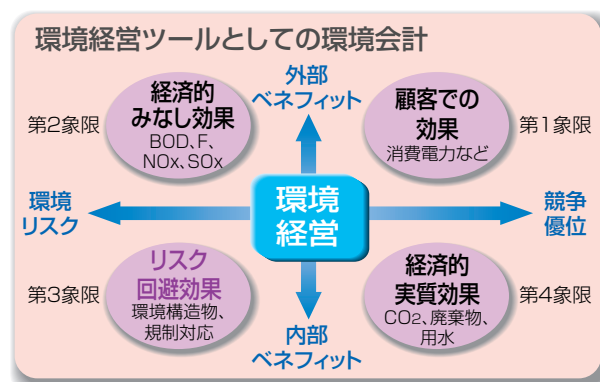 環境経営ツールとしての環境会計
外部
ベネフィット
第2象限
経済的
みなし効果
BOD、F、
NOx、SOx
顧客での
効果
消費電力など
第1象限
環境
リスク
環境
経営
競争
優位
第3象限
リスク
回避効果
環境構造物、
規制対応
経済的
実質効果
CO2、廃棄物、
用水
第4象限
内部
ベネフィット